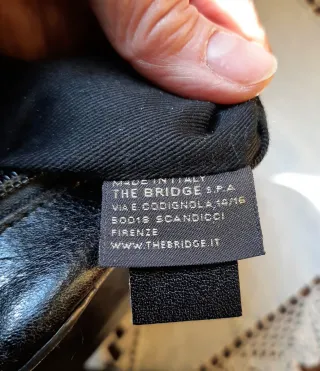 MADE IN ITALY
THE BRIDGE S.P.A
VIA E. CODIGNOLA, 14/16
50018 SCANDICCI
FIRENZE
WWW.THEBRIDGE.IT